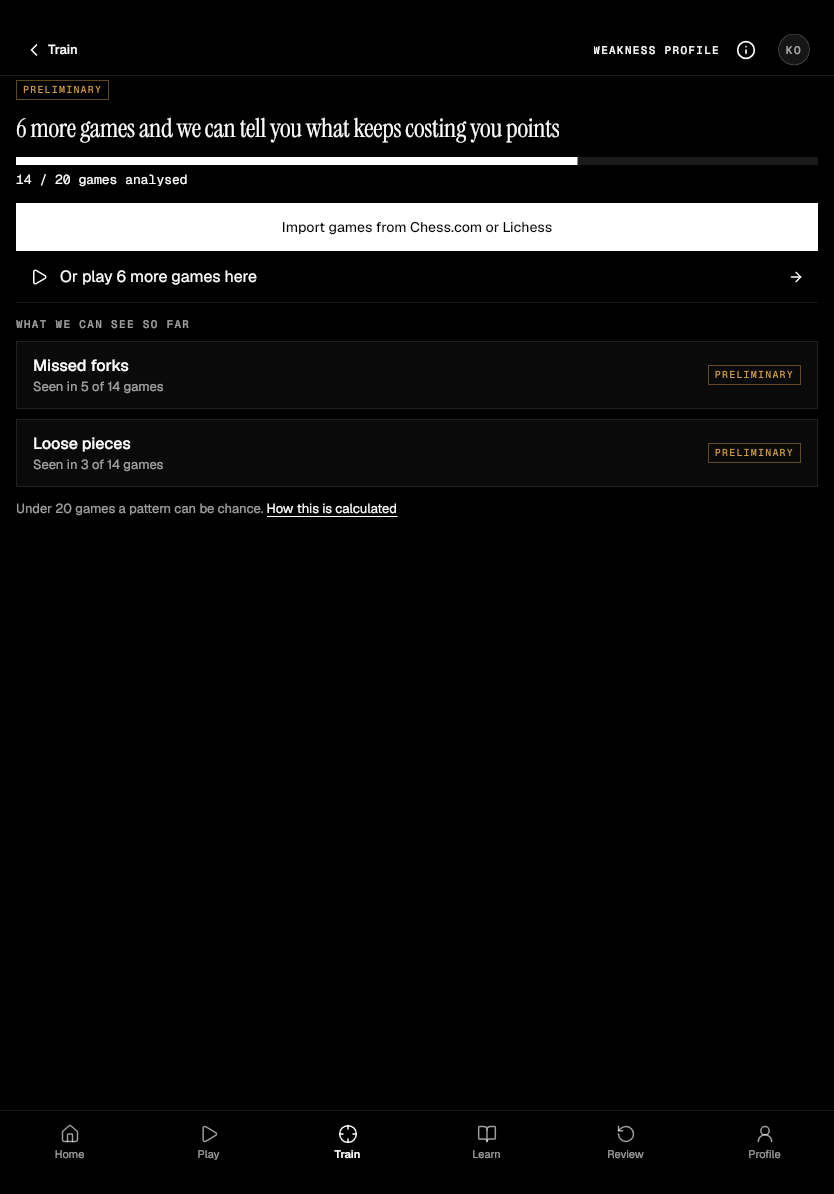 Train
WEAKNESS PROFILE
KO
PRELIMINARY
6 more games and we can tell you what keeps costing you points
14 / 20 games analysed
Import games from Chess.com or Lichess
Or play 6 more games here
WHAT WE CAN SEE SO FAR
Missed forks
Seen in 5 of 14 games
PRELIMINARY
Loose pieces
Seen in 3 of 14 games
PRELIMINARY
Under 20 games a pattern can be chance. How this is calculated
Home
Play
Train
Learn
Review
Profile